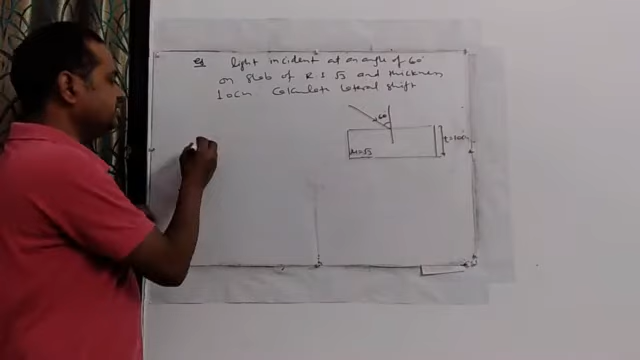 Q light incident at an angle of 60°
on slab of R I √3 and thickness
10cm Calculate lateral shift
60
μ=√3
t=10cm